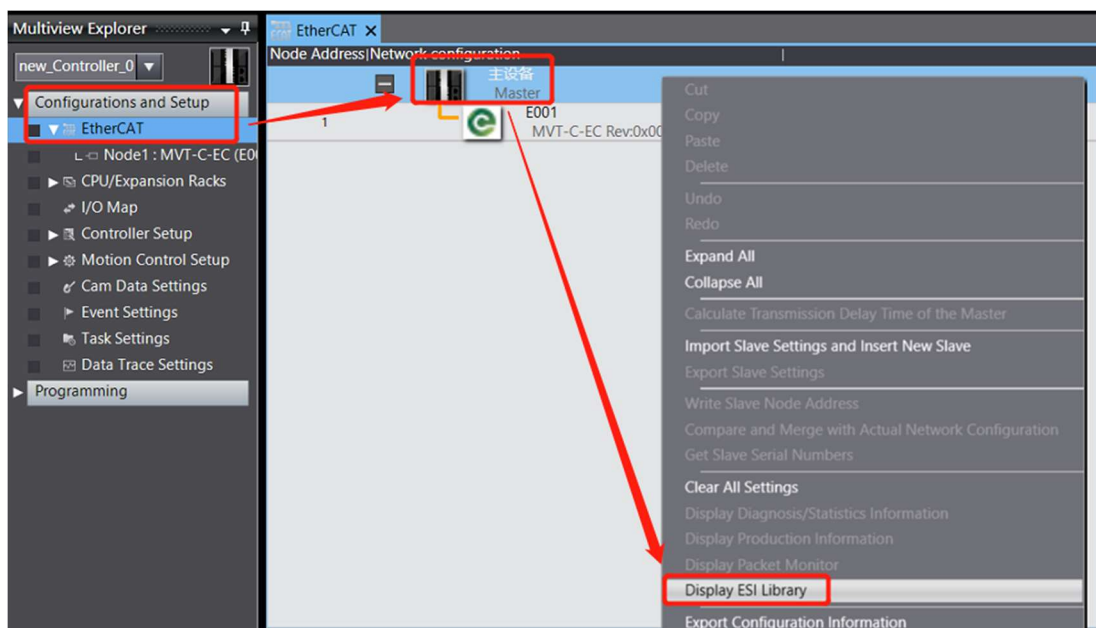 Multiview Explorer
new_Controller_0
Configurations and Setup
EtherCAT
Node1 : MVT-C-EC (E00
CPU/Expansion Racks
I/O Map
Controller Setup
Motion Control Setup
Cam Data Settings
Event Settings
Task Settings
Data Trace Settings
Programming
EtherCAT
Node Address|Network configuration
主设备
Master
1
E001
MVT-C-EC Rev:0x00
Cut
Copy
Paste
Delete
Undo
Redo
Expand All
Collapse All
Calculate Transmission Delay Time of the Master
Import Slave Settings and Insert New Slave
Export Slave Settings
Write Slave Node Address
Compare and Merge with Actual Network Configuration
Get Slave Serial Numbers
Clear All Settings
Display Diagnosis/Statistics Information
Display Production Information
Display Packet Monitor
Display ESI Library
Export Configuration Information